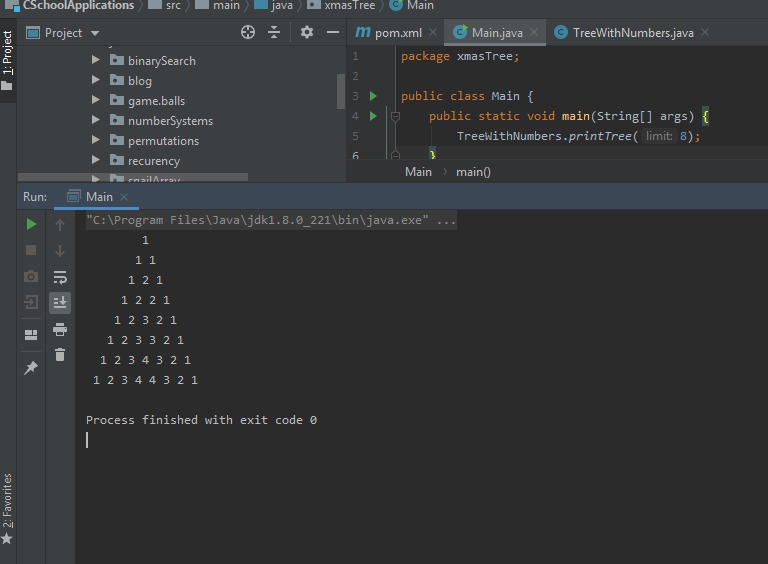 CSchoolApplications > src > main > java > xmasTree > Main
1: Project
Project
pom.xml Main.java TreeWithNumbers.java
binarySearch
blog
game.balls
numberSystems
permutations
recurency
snailArray
1 package xmasTree;
2
3 public class Main {
4 public static void main(String[] args) {
5 TreeWithNumbers.printTree( limit: 8);
6 }
Main > main()
Run: Main
"C:\Program Files\Java\jdk1.8.0_221\bin\java.exe" ...
1
1 1
1 2 1
1 2 2 1
1 2 3 2 1
1 2 3 3 2 1
1 2 3 4 3 2 1
1 2 3 4 4 3 2 1
Process finished with exit code 0
2: Favorites